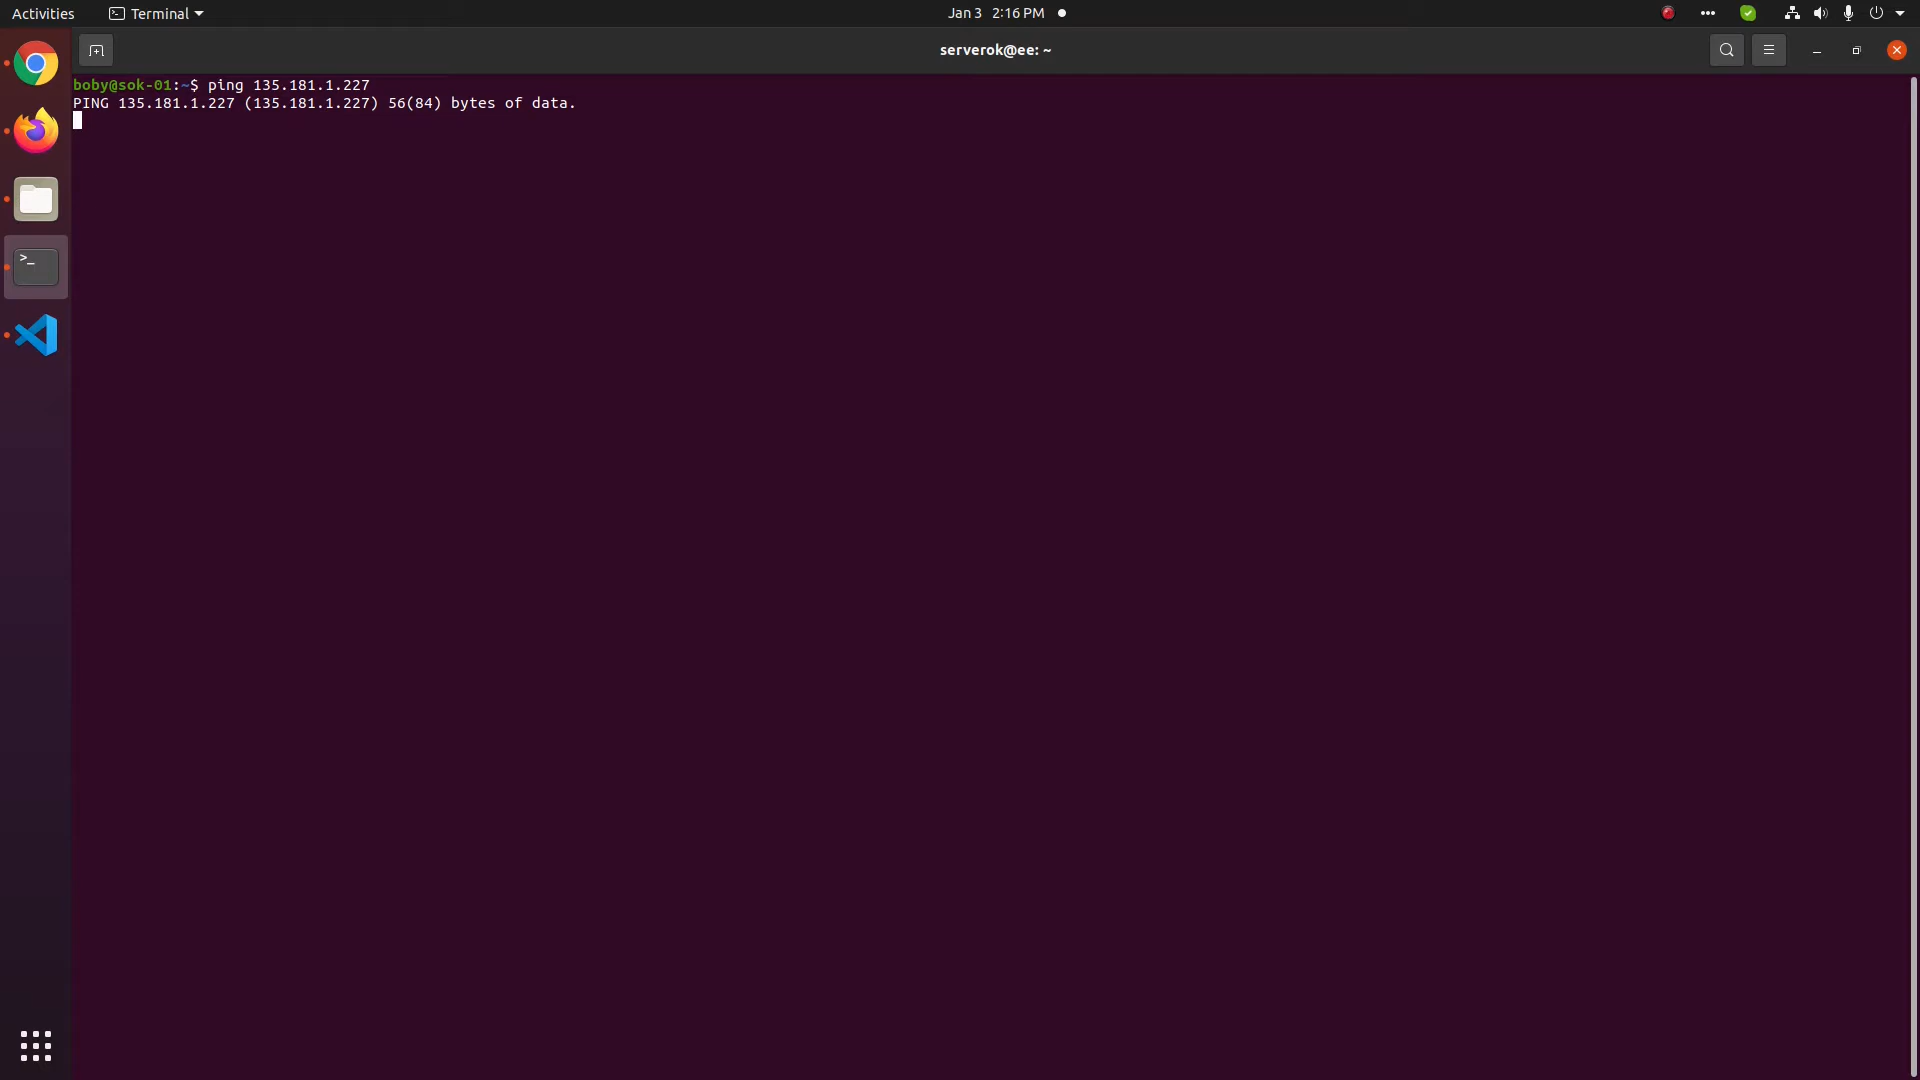 Activities
Terminal
Jan 3 2:16 PM
serverok@ee: ~
boby@sok-01:~$ ping 135.181.1.227
PING 135.181.1.227 (135.181.1.227) 56(84) bytes of data.
>_